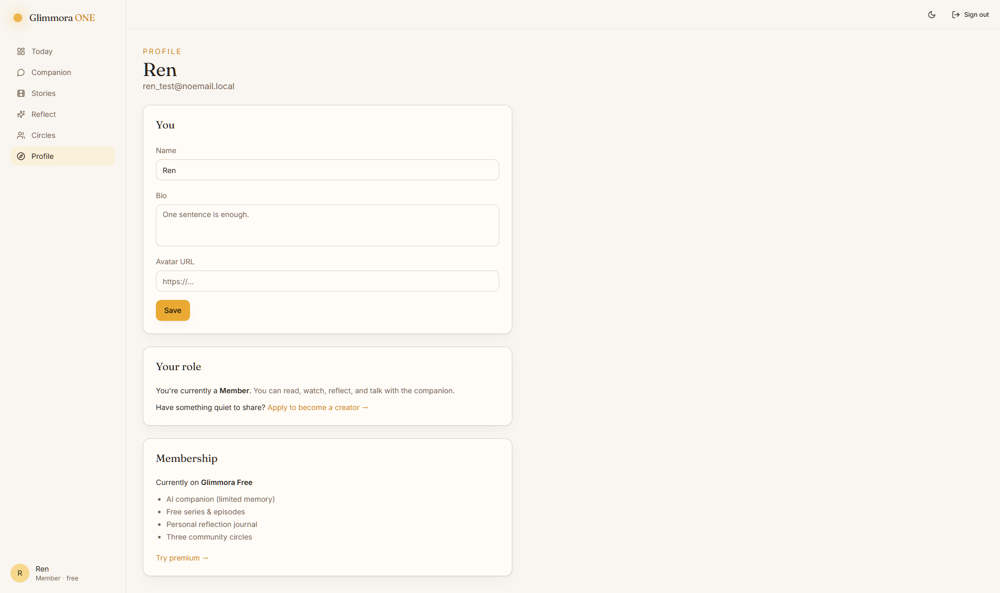 Glimmora ONE
Today
Companion
Stories
Reflect
Circles
Profile
R
Ren
Member · free
Sign out
PROFILE
Ren
ren_test@noemail.local
You
Name
Ren
Bio
One sentence is enough.
Avatar URL
https://...
Save
Your role
You're currently a Member. You can read, watch, reflect, and talk with the companion.
Have something quiet to share? Apply to become a creator →
Membership
Currently on Glimmora Free
• AI companion (limited memory)
• Free series & episodes
• Personal reflection journal
• Three community circles
Try premium →